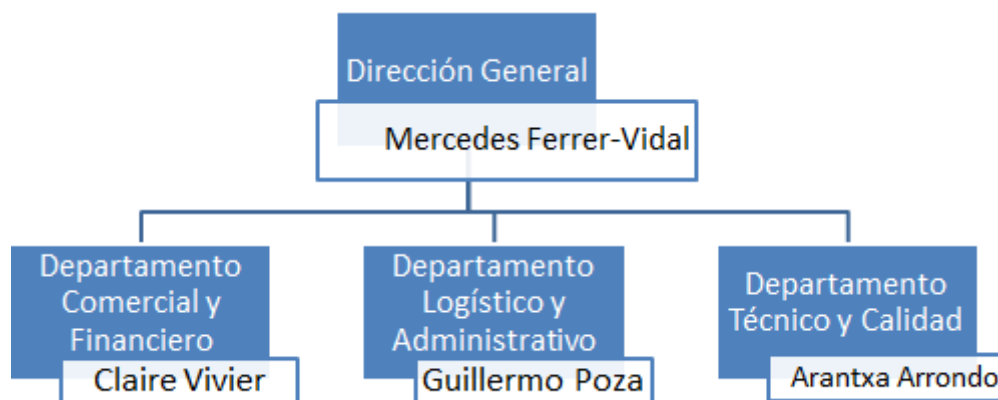 Dirección General
Mercedes Ferrer-Vidal
Departamento
Comercial y
Financiero
Claire Vivier
Departamento
Logístico y
Administrativo
Guillermo Poza
Departamento
Técnico y Calidad
Arantxa Arrondo